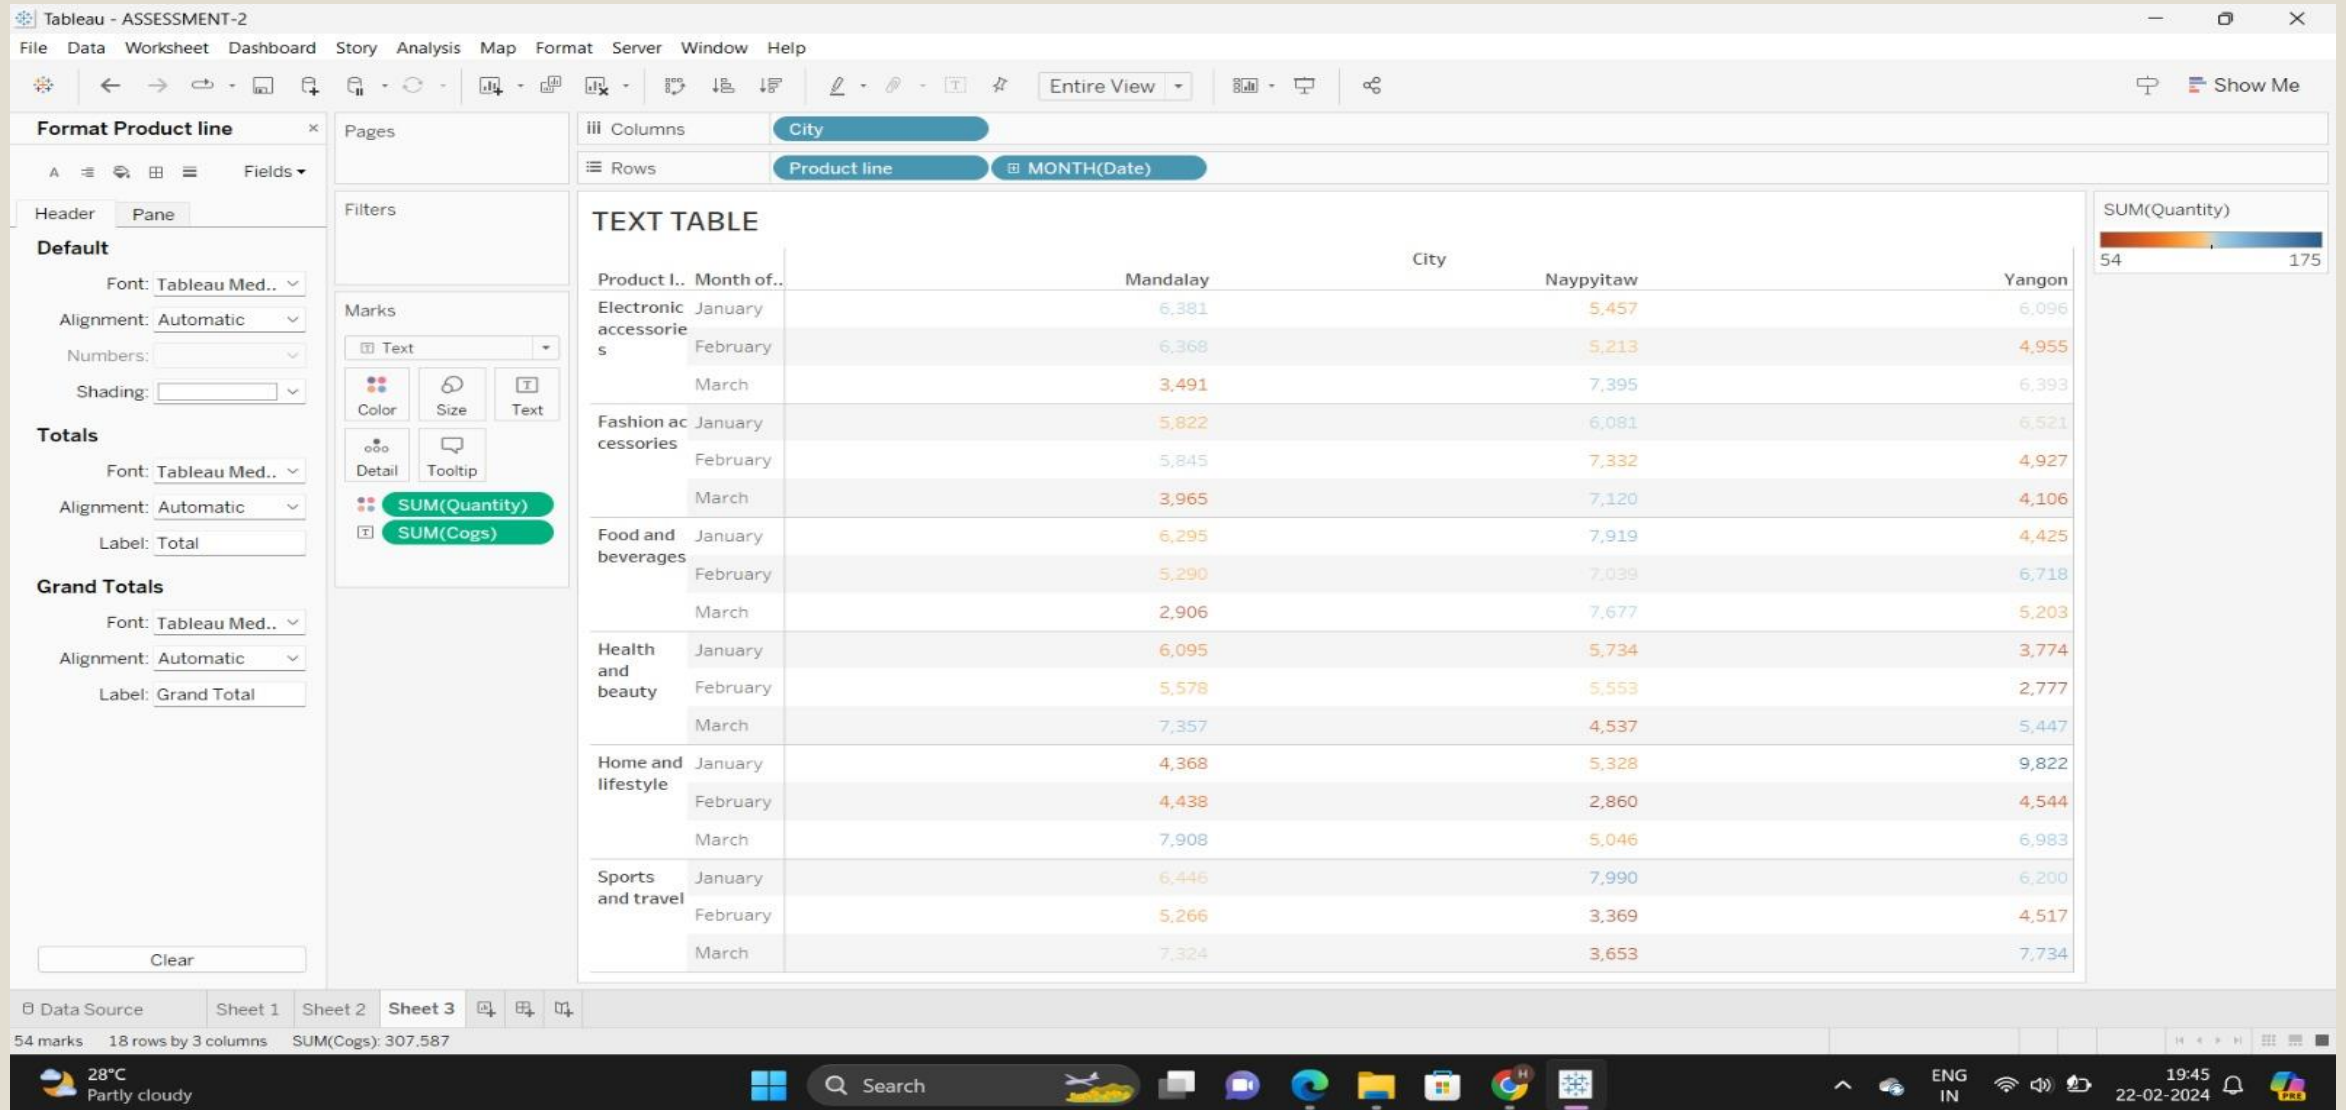 Tableau - ASSESSMENT-2
File Data Worksheet Dashboard Story Analysis Map Format Server Window Help
Entire View
Show Me
Format Product line ×
Fields
Header Pane
Default
Font: Tableau Med..
Alignment: Automatic
Numbers:
Shading:
Totals
Font: Tableau Med..
Alignment: Automatic
Label: Total
Grand Totals
Font: Tableau Med..
Alignment: Automatic
Label: Grand Total
Clear
Pages
Filters
Marks
Text
Color Size Text
Detail Tooltip
SUM(Quantity)
SUM(Cogs)
iii Columns City
Rows Product line MONTH(Date)
TEXT TABLE
City
Product l.. Month of.. Mandalay Naypyitaw Yangon
Electronic accessories
January 6,381 5,457 6,096
February 6,368 5,213 4,955
March 3,491 7,395 6,393
Fashion accessories
January 5,822 6,081 6,521
February 5,845 7,332 4,927
March 3,965 7,120 4,106
Food and beverages
January 6,295 7,919 4,425
February 5,290 7,039 6,718
March 2,906 7,677 5,203
Health and beauty
January 6,095 5,734 3,774
February 5,578 5,553 2,777
March 7,357 4,537 5,447
Home and lifestyle
January 4,368 5,328 9,822
February 4,438 2,860 4,544
March 7,908 5,046 6,983
Sports and travel
January 6,446 7,990 6,200
February 5,266 3,369 4,517
March 7,324 3,653 7,734
SUM(Quantity)
54 175
Data Source Sheet 1 Sheet 2 Sheet 3
54 marks 18 rows by 3 columns SUM(Cogs): 307,587
28°C
Partly cloudy
Search
ENG
IN
19:45
22-02-2024
PRE